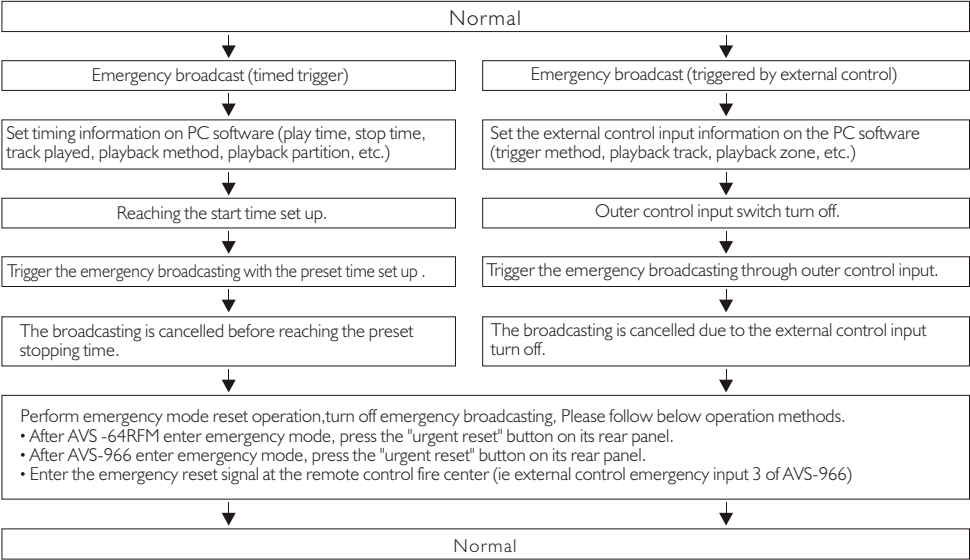 Normal
Emergency broadcast (timed trigger)
Emergency broadcast (triggered by external control)
Set timing information on PC software (play time, stop time,
track played, playback method, playback partition, etc.)
Set the external control input information on the PC software
(trigger method, playback track, playback zone, etc.)
Reaching the start time set up.
Outer control input switch turn off.
Trigger the emergency broadcasting with the preset time set up .
Trigger the emergency broadcasting through outer control input.
The broadcasting is cancelled before reaching the preset
stopping time.
The broadcasting is cancelled due to the external control input
turn off.
Perform emergency mode reset operation,turn off emergency broadcasting, Please follow below operation methods.
• After AVS -64RFM enter emergency mode, press the "urgent reset" button on its rear panel.
• After AVS-966 enter emergency mode, press the "urgent reset" button on its rear panel.
• Enter the emergency reset signal at the remote control fire center (ie external control emergency input 3 of AVS-966)
Normal